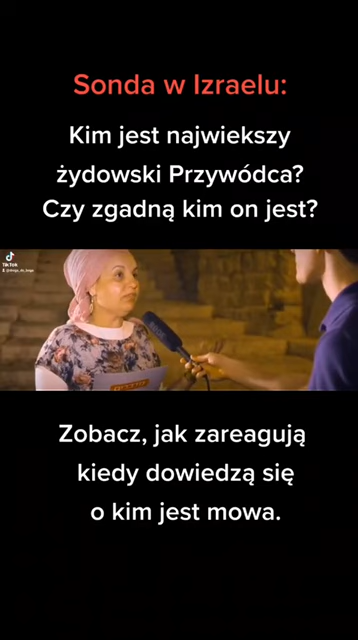 Sonda w Izraelu:
Kim jest najwiekszy
żydowski Przywódca?
Czy zgadną kim on jest?
TikTok
Zobacz, jak zareagują
kiedy dowiedzą się
o kim jest mowa.